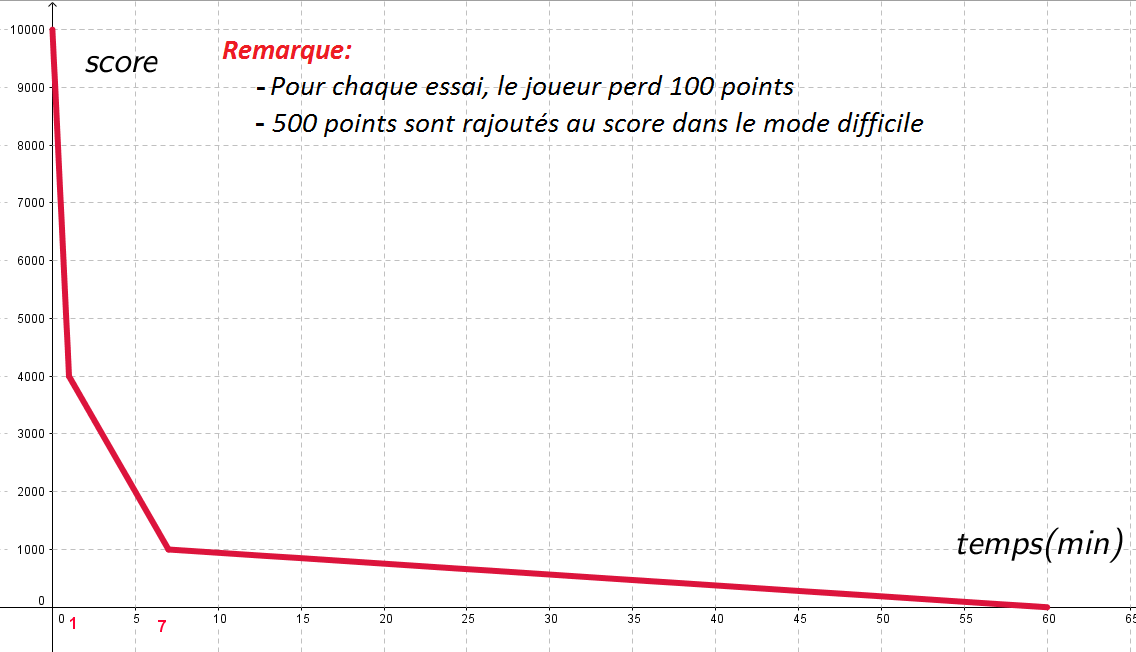 10000
score
Remarque:
9000
- Pour chaque essai, le joueur perd 100 points
- 500 points sont rajoutés au score dans le mode difficile
8000
7000
6000
5000
4000
3000
2000
1000
temps(min)
0
0 1 5 7 10 15 20 25 30 35 40 45 50 55 60 65